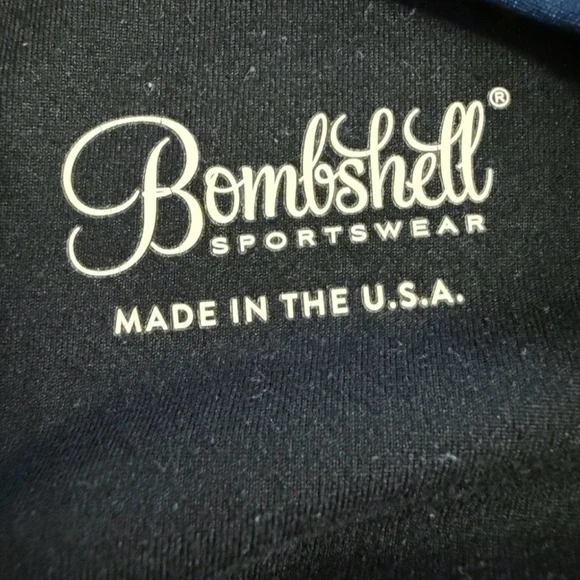 Bombshell®
SPORTSWEAR
MADE IN THE U.S.A.